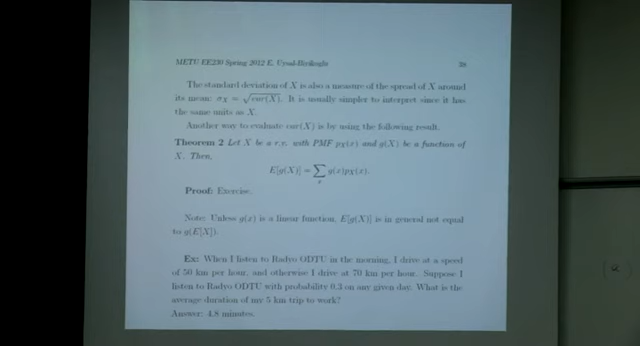 METU EE230 Spring 2012 E. Uysal-Biyikoglu 39
The standard deviation of X is also a measure of the spread of X around
its mean: σX = √var(X). It is usually simpler to interpret since it has
the same units as X.
Another way to evaluate var(X) is by using the following result.
Theorem 2 Let X be a r.v. with PMF pX(x) and g(X) be a function of
X. Then,
E[g(X)] = ∑x g(x)pX(x).
Proof: Exercise.
Note: Unless g(x) is a linear function, E[g(X)] is in general not equal
to g(E[X]).
Ex: When I listen to Radyo ODTU in the morning, I drive at a speed
of 50 km per hour, and otherwise I drive at 70 km per hour. Suppose I
listen to Radyo ODTU with probability 0.3 on any given day. What is the
average duration of my 5 km trip to work?
Answer: 4.8 minutes.